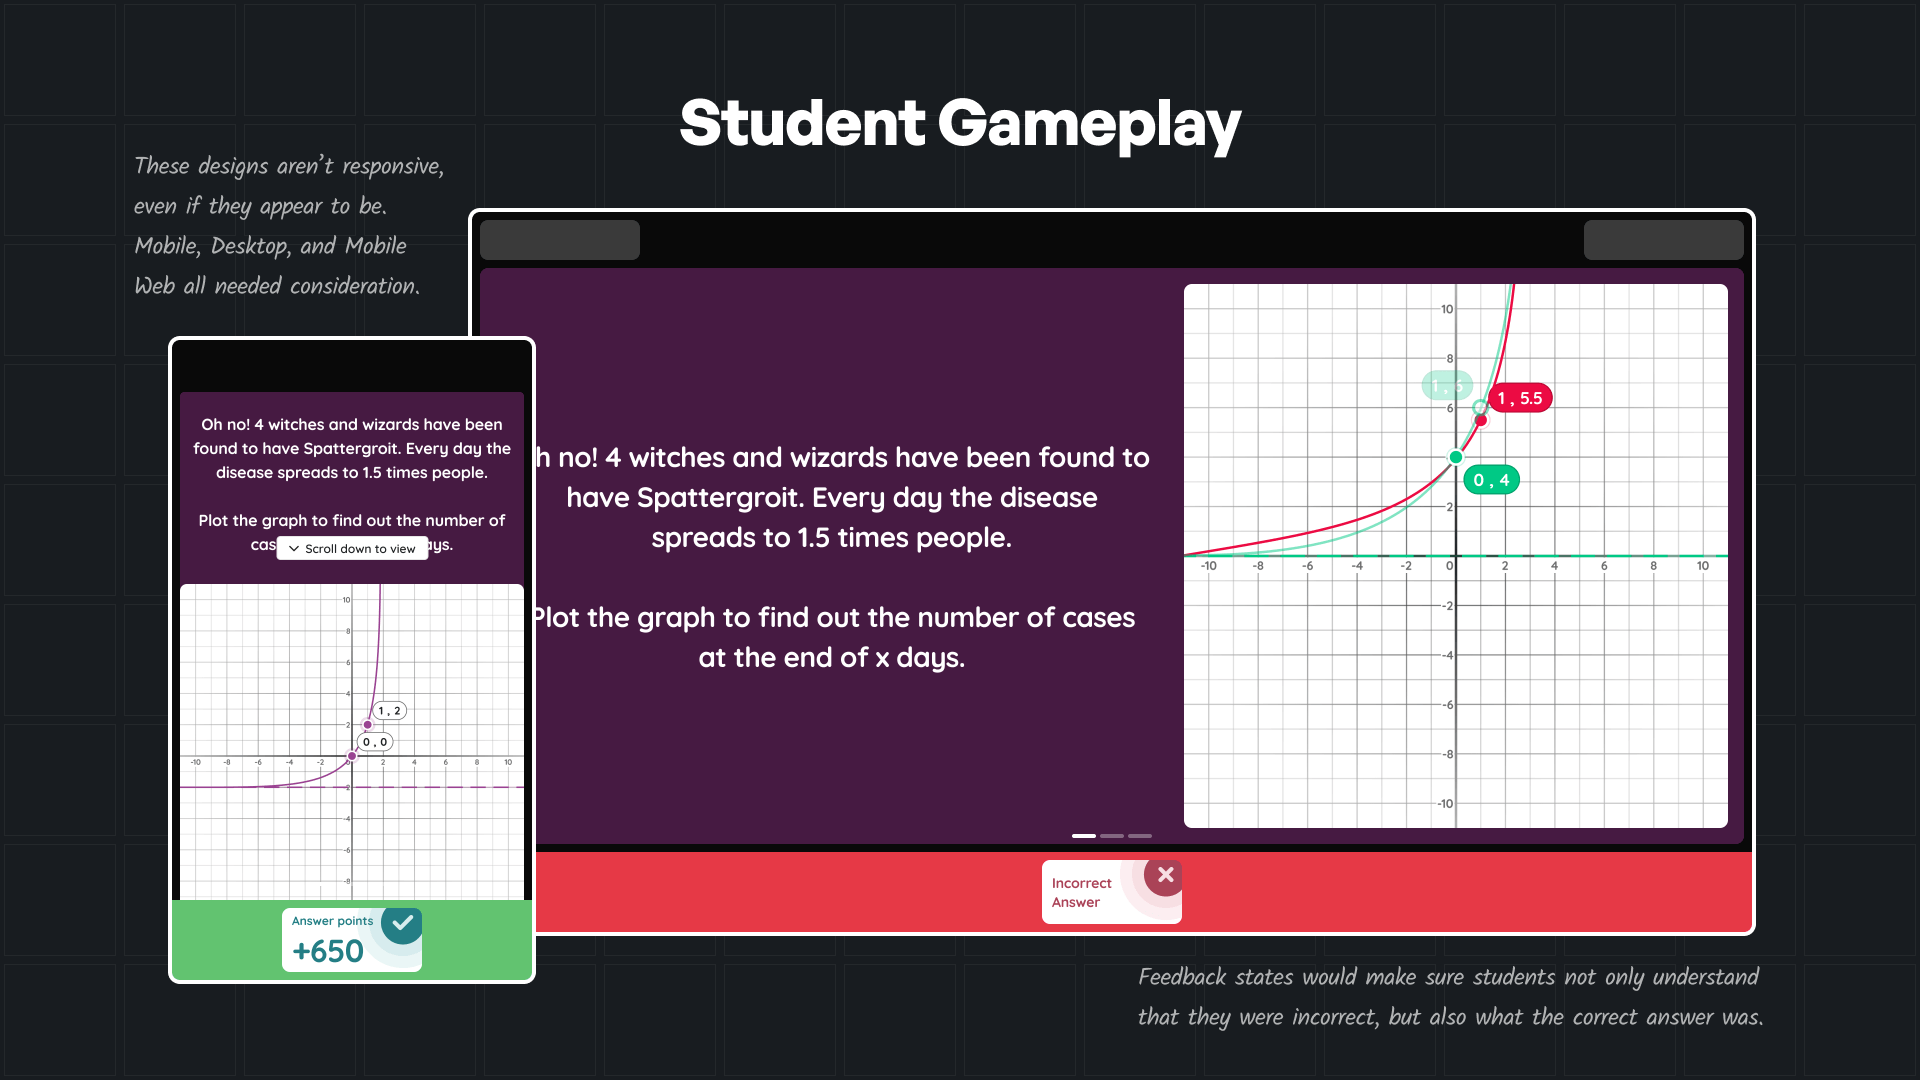 Student Gameplay
These designs aren't responsive,
even if they appear to be.
Mobile, Desktop, and Mobile
Web all needed consideration.
Oh no! 4 witches and wizards have been
found to have Spattergroit. Every day the
disease spreads to 1.5 times people.
Plot the graph to find out the number of
cas
Scroll down to view
ays.
10
8
6
4
1 , 2
2
0 , 0
-10 -8 -6 -4 -2 0 2 4 6 8 10
-2
-4
-6
-8
Answer points
+650
h no! 4 witches and wizards have been found to
have Spattergroit. Every day the disease
spreads to 1.5 times people.
Plot the graph to find out the number of cases
at the end of x days.
10
8
1 , 6
1 , 5.5
6
0 , 4
2
-10 -8 -6 -4 -2 0 2 4 6 8 10
-2
-4
-6
-8
-10
Incorrect
Answer
Feedback states would make sure students not only understand
that they were incorrect, but also what the correct answer was.